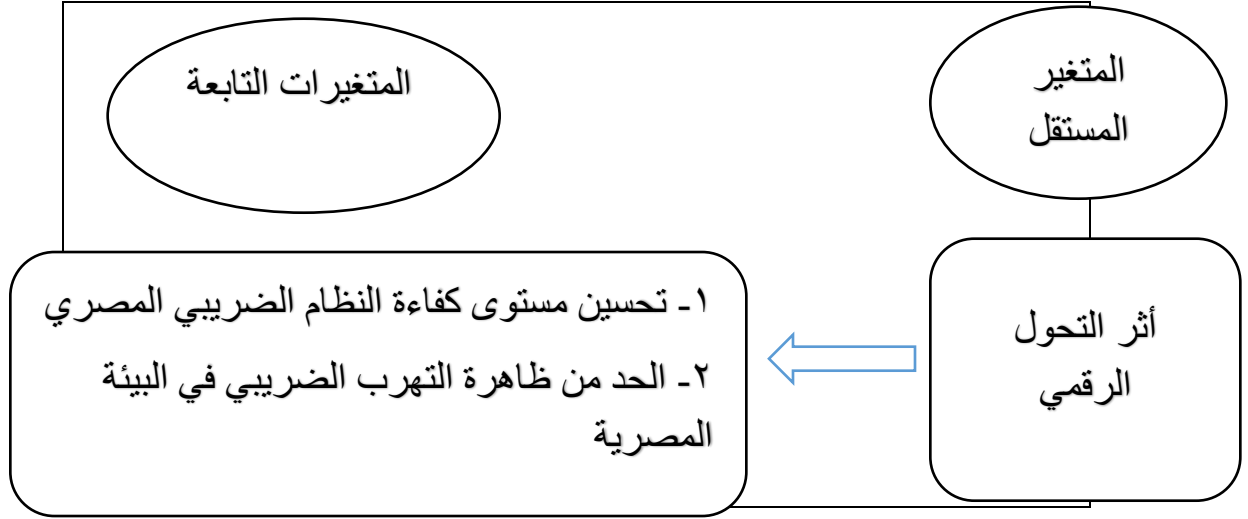 المتغير
المستقل
المتغيرات التابعة
أثر التحول
الرقمي
١- تحسين مستوى كفاءة النظام الضريبي المصري
٢- الحد من ظاهرة التهرب الضريبي في البيئة
المصرية